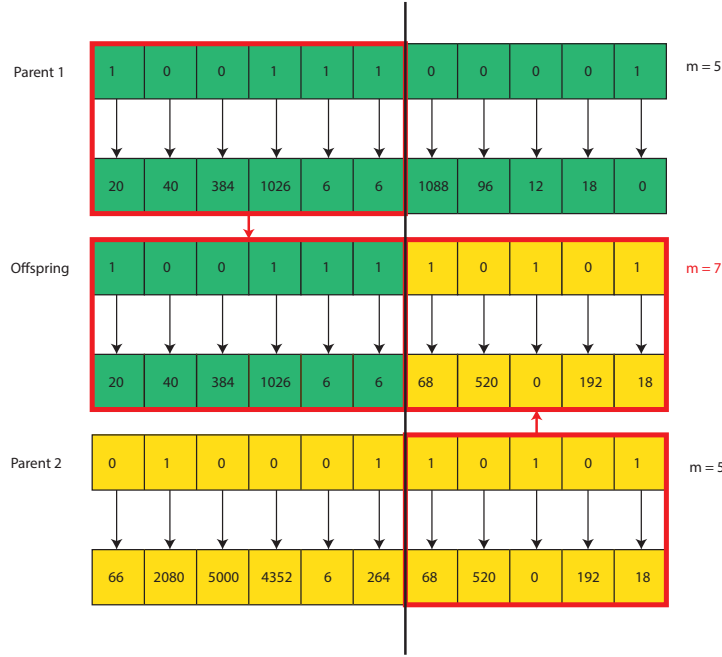 Parent 1 1 0 0 1 1 1 0 0 0 0 1 m = 5
20 40 384 1026 6 6 1088 96 12 18 0
Offspring 1 0 0 1 1 1 1 0 1 0 1 m = 7
20 40 384 1026 6 6 68 520 0 192 18
Parent 2 0 1 0 0 0 1 1 0 1 0 1 m = 5
66 2080 5000 4352 6 264 68 520 0 192 18